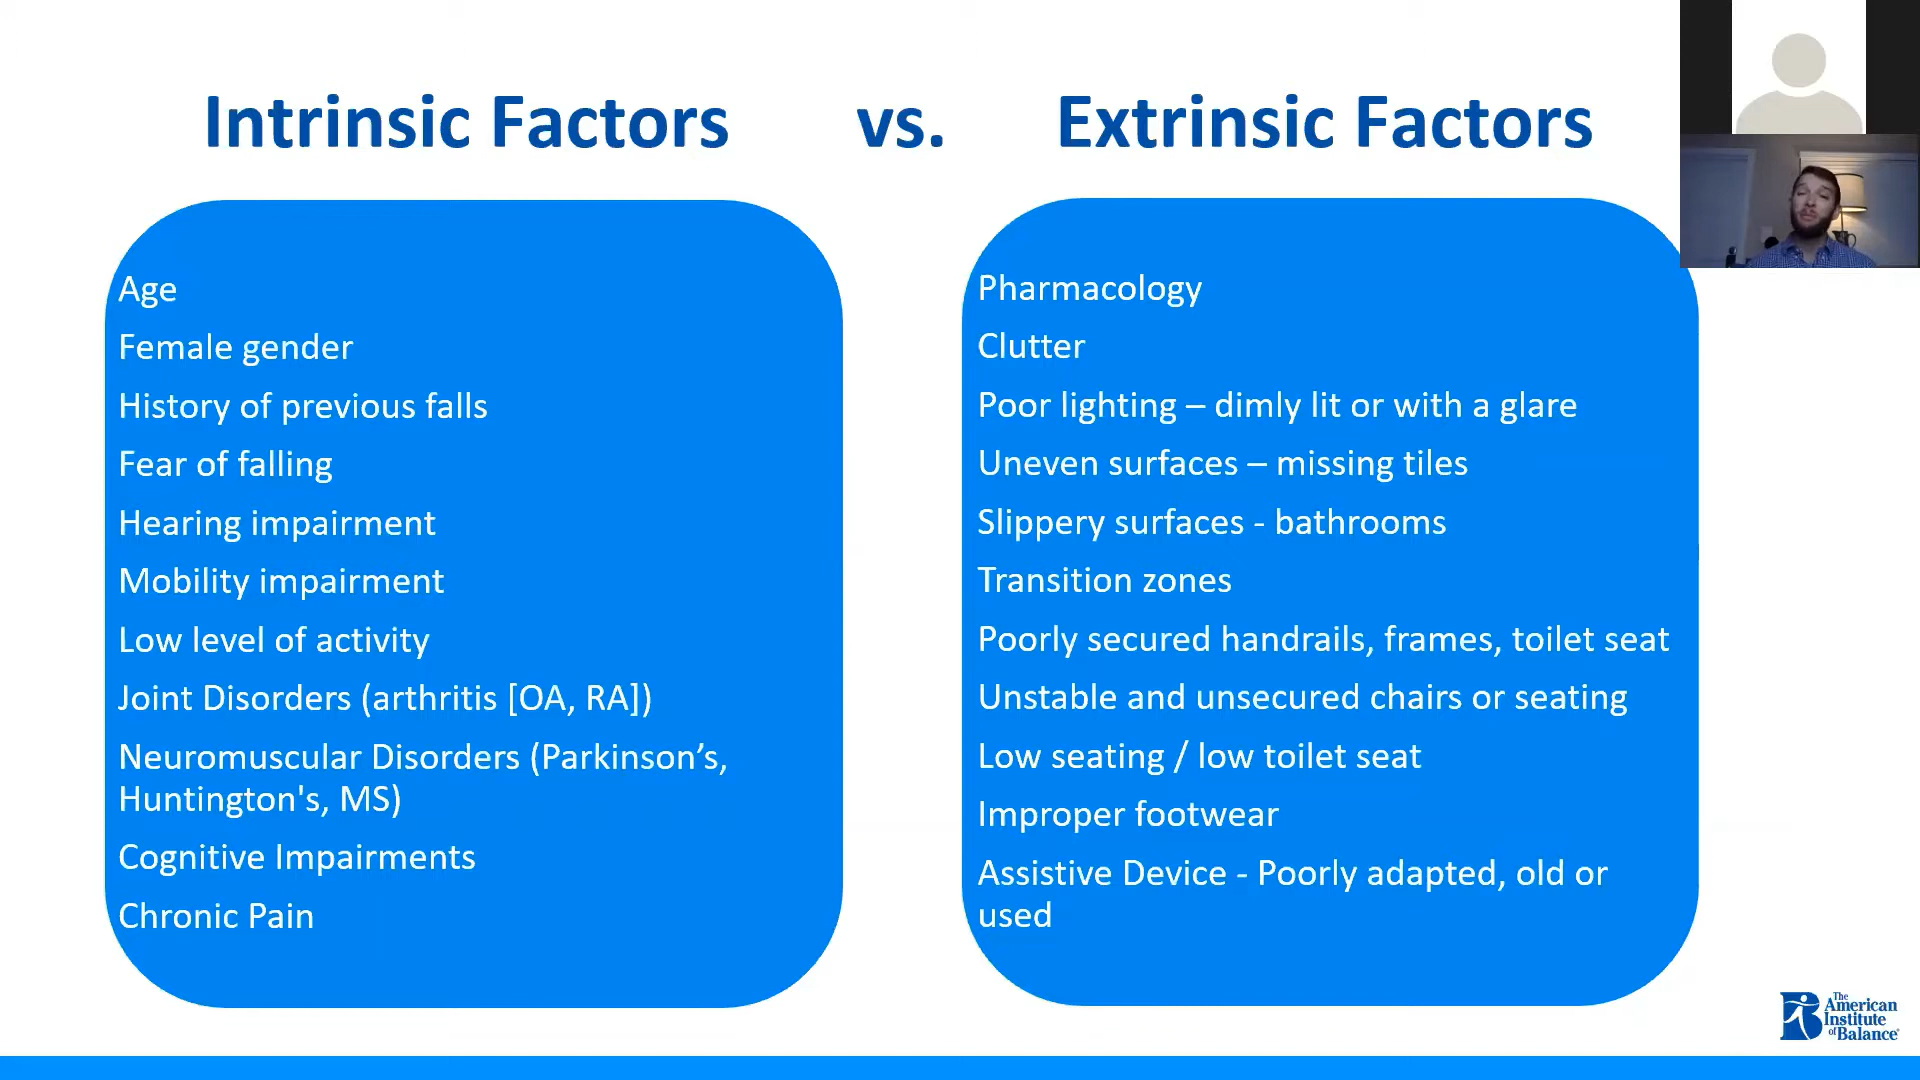 Intrinsic Factors vs. Extrinsic Factors
Age
Female gender
History of previous falls
Fear of falling
Hearing impairment
Mobility impairment
Low level of activity
Joint Disorders (arthritis [OA, RA])
Neuromuscular Disorders (Parkinson’s,
Huntington's, MS)
Cognitive Impairments
Chronic Pain
Pharmacology
Clutter
Poor lighting – dimly lit or with a glare
Uneven surfaces – missing tiles
Slippery surfaces - bathrooms
Transition zones
Poorly secured handrails, frames, toilet seat
Unstable and unsecured chairs or seating
Low seating / low toilet seat
Improper footwear
Assistive Device - Poorly adapted, old or
used
The
American
Institute
of Balance